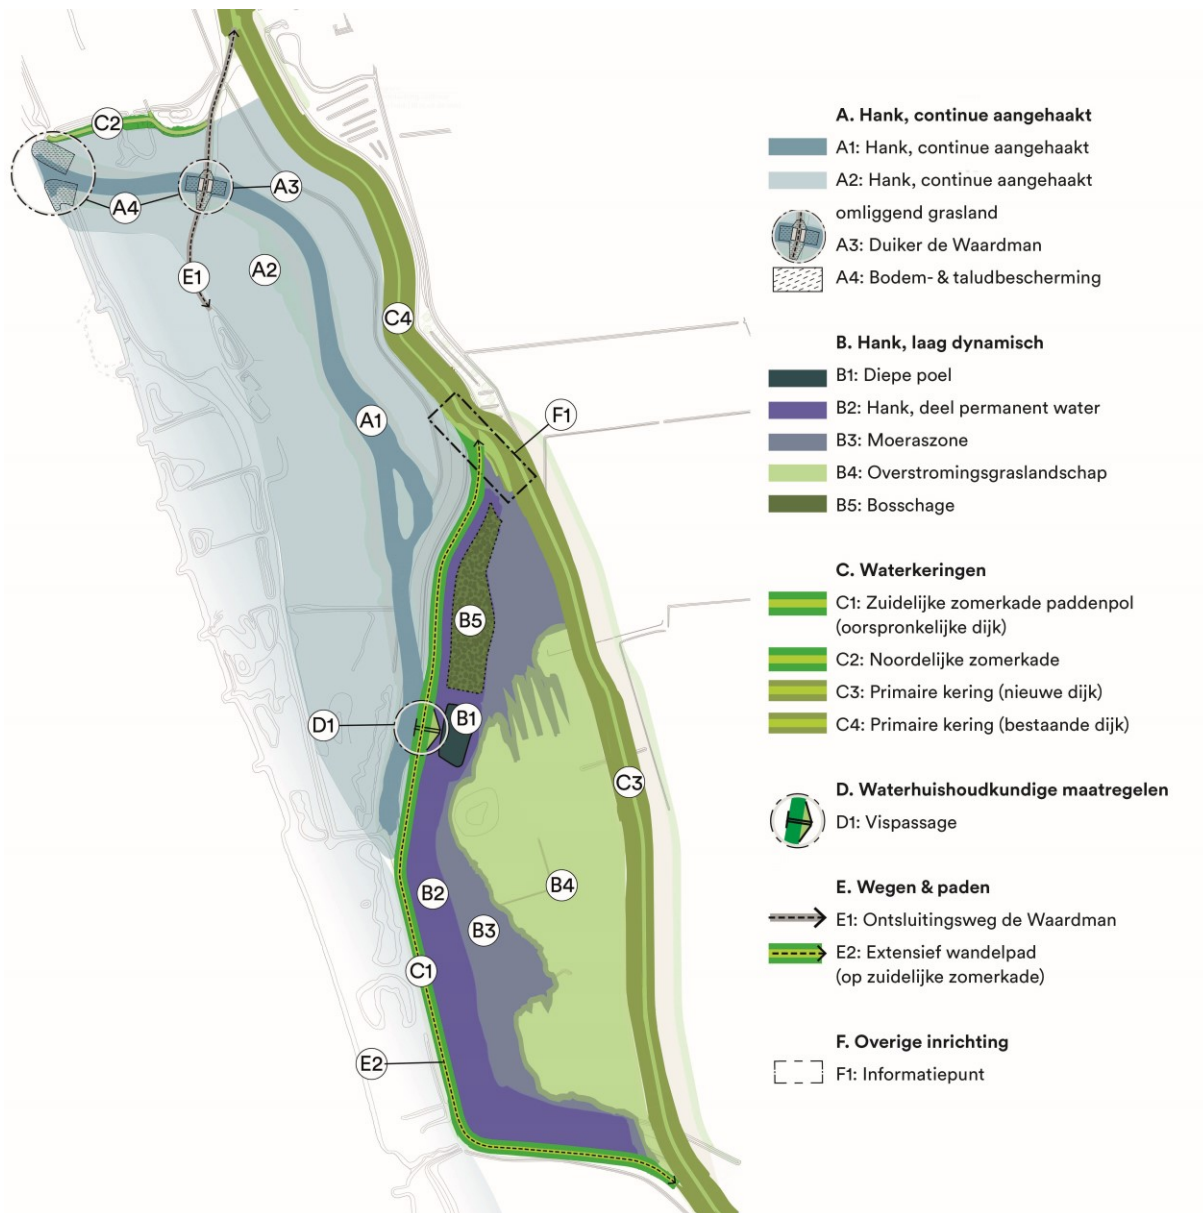 C2
A3
A4
E1
A2
C4
A1
F1
B5
D1
B1
C3
B2
B4
B3
C1
E2
A. Hank, continue aangehaakt
A1: Hank, continue aangehaakt
A2: Hank, continue aangehaakt
omliggend grasland
A3: Duiker de Waardman
A4: Bodem- & taludbescherming
B. Hank, laag dynamisch
B1: Diepe poel
B2: Hank, deel permanent water
B3: Moeraszone
B4: Overstromingsgraslandschap
B5: Bosschage
C. Waterkeringen
C1: Zuidelijke zomerkade paddenpol
(oorspronkelijke dijk)
C2: Noordelijke zomerkade
C3: Primaire kering (nieuwe dijk)
C4: Primaire kering (bestaande dijk)
D. Waterhuishoudkundige maatregelen
D1: Vispassage
E. Wegen & paden
E1: Ontsluitingsweg de Waardman
E2: Extensief wandelpad
(op zuidelijke zomerkade)
F. Overige inrichting
F1: Informatiepunt